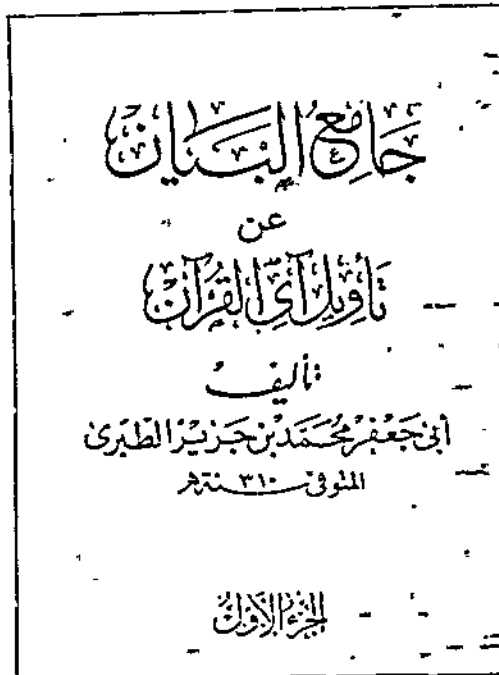 جامع البيان
عن
تأويل آي القرآن
تأليف
أبي جعفر محمد بن جرير الطبري
المتوفى سنة ٣١٠ هـ
الجزء الأول